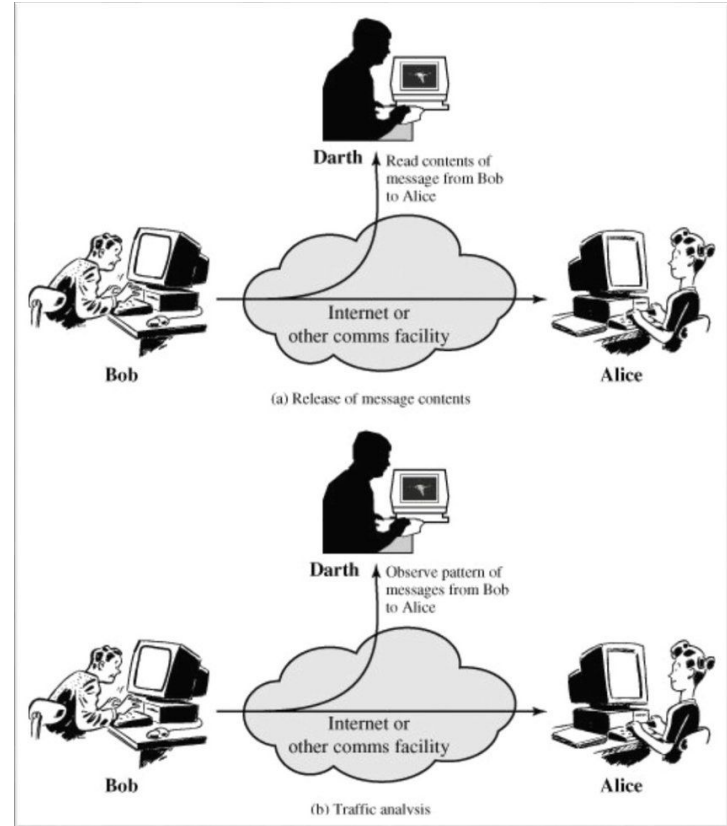 Darth
Read contents of
message from Bob
to Alice
Internet or
other comms facility
Bob
Alice
(a) Release of message contents
Darth
Observe pattern of
messages from Bob
to Alice
Internet or
other comms facility
Bob
Alice
(b) Traffic analysis